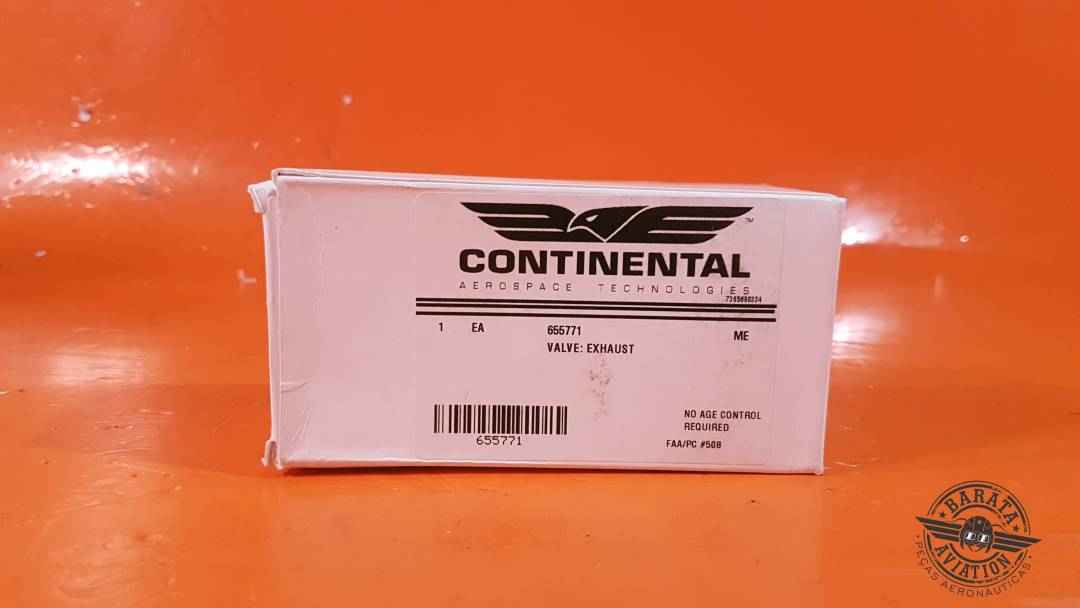 CONTINENTAL
™
AEROSPACE TECHNOLOGIES
1 EA 655771 ME
VALVE: EXHAUST
NO AGE CONTROL
REQUIRED
655771
FAA/PC #508
BARATA
AVIATION
PEÇAS AERONÁUTICAS